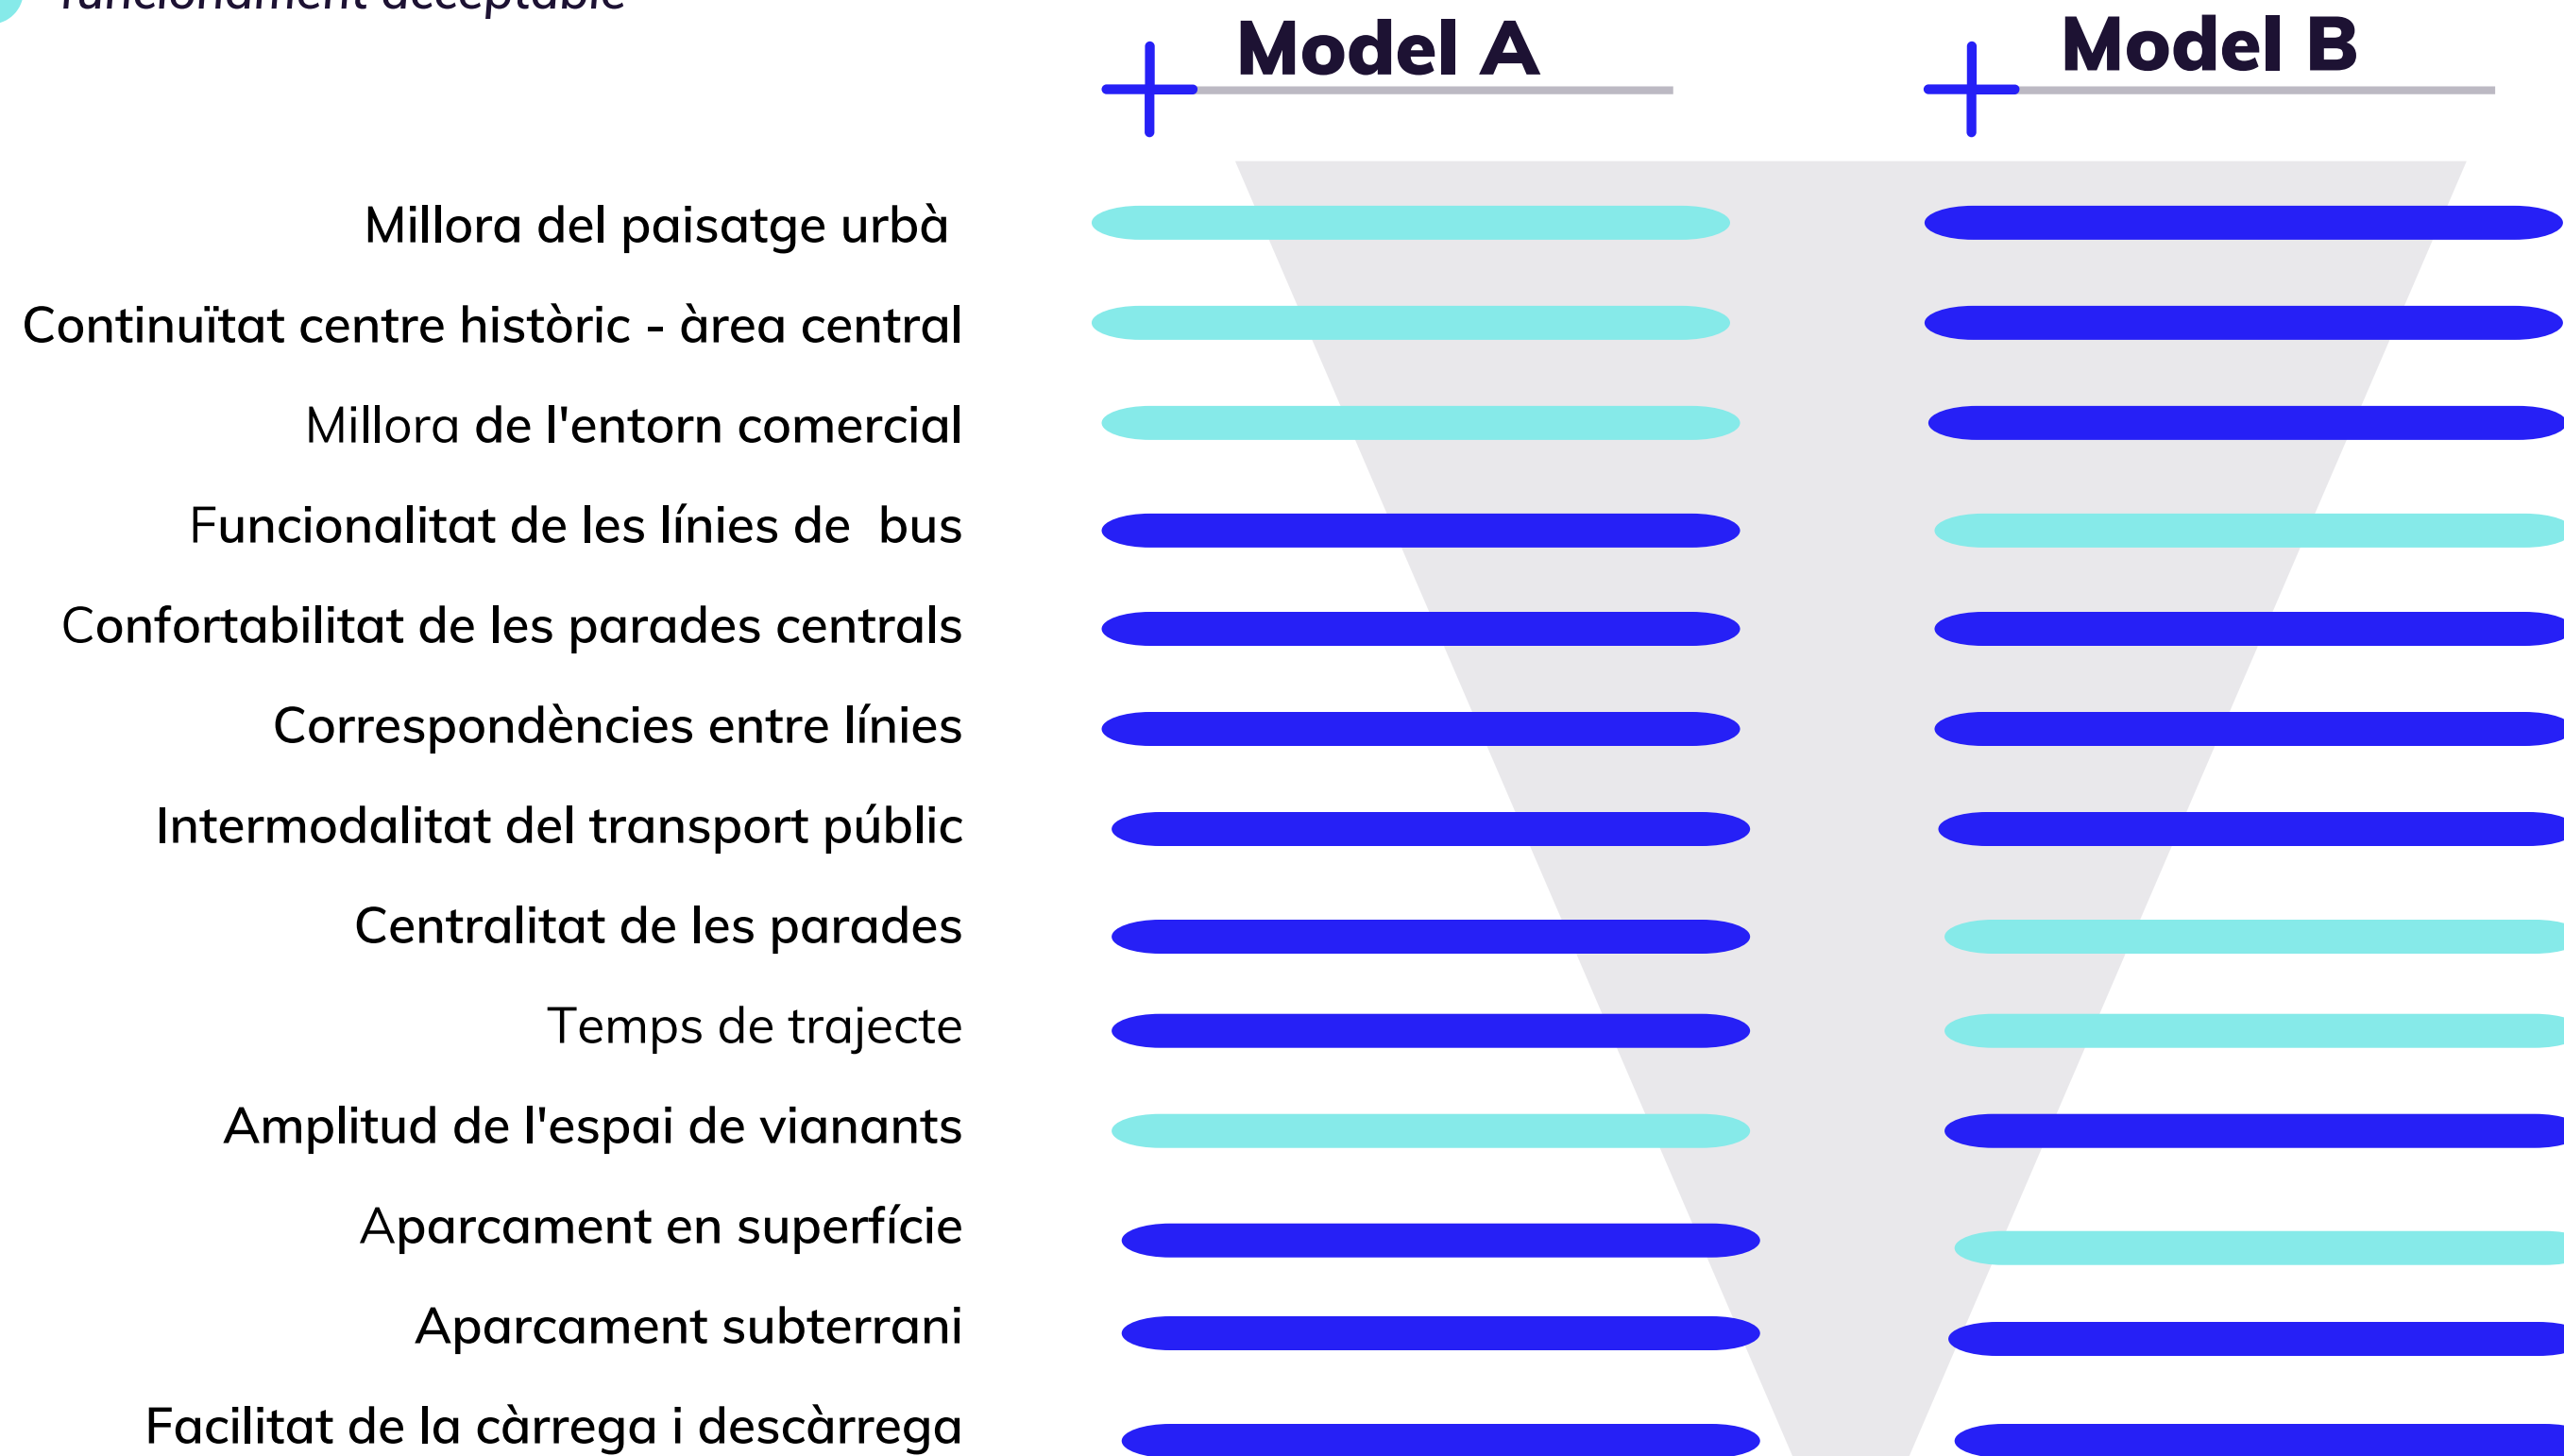 funcionament acceptable
Model A
Model B
Millora del paisatge urbà
Continuïtat centre històric - àrea central
Millora de l'entorn comercial
Funcionalitat de les línies de  bus
Confortabilitat de les parades centrals
Correspondències entre línies
Intermodalitat del transport públic
Centralitat de les parades
Temps de trajecte
Amplitud de l'espai de vianants
Aparcament en superfície
Aparcament subterrani
Facilitat de la càrrega i descàrrega